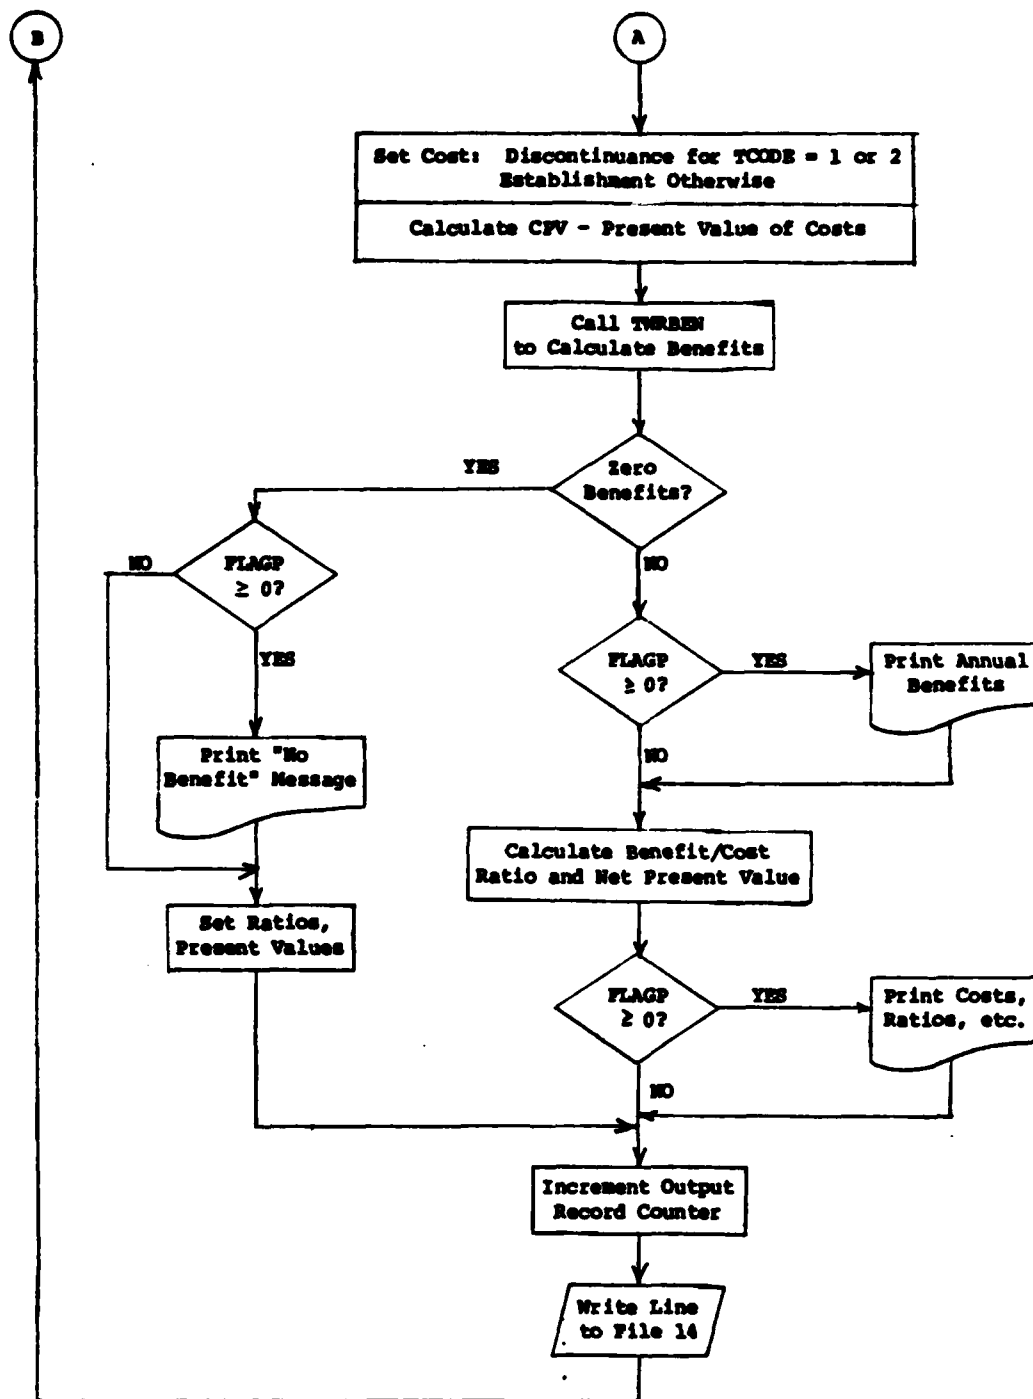 B
A
Set Cost: Discontinuance for TCODE = 1 or 2
Establishment Otherwise
Calculate CPV - Present Value of Costs
Call TWRBEN
to Calculate Benefits
Zero
Benefits?
YES
NO
FLAGP
≥ 0?
NO
YES
FLAGP
≥ 0?
YES
NO
Print Annual
Benefits
Print "No
Benefit" Message
Calculate Benefit/Cost
Ratio and Net Present Value
Set Ratios,
Present Values
FLAGP
≥ 0?
YES
NO
Print Costs,
Ratios, etc.
Increment Output
Record Counter
Write Line
to File 14